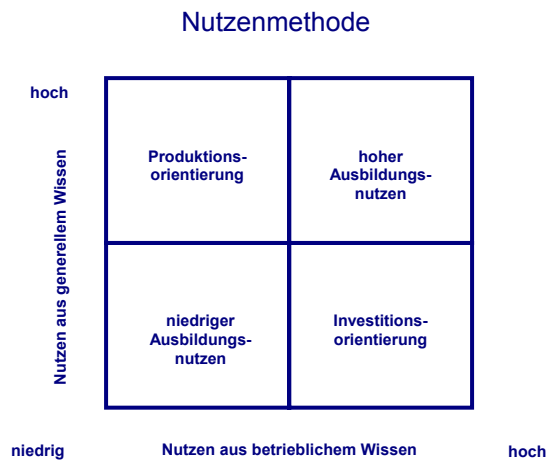 Nutzenmethode
hoch
Nutzen aus generellem Wissen
Produktions-
orientierung
hoher
Ausbildungs-
nutzen
niedriger
Ausbildungs-
nutzen
Investitions-
orientierung
niedrig
Nutzen aus betrieblichem Wissen
hoch